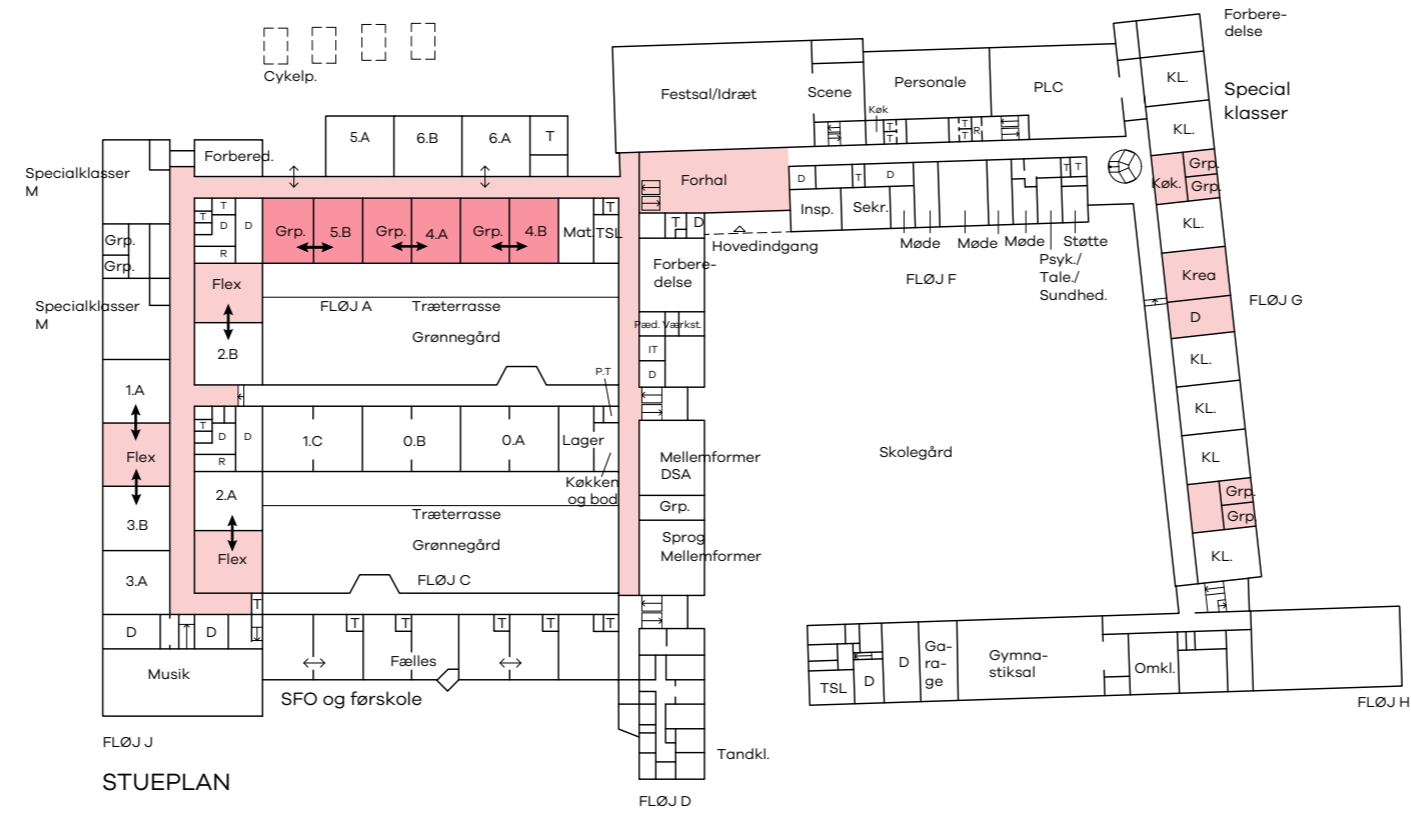 Forbere-
delse
Cykelp.
Festsal/Idræt
Scene
Personale
PLC
KL.
Special
klasser
Køk
T
T
T
T
R
KL.
5.A
6.B
6.A
T
Forbered.
Specialklasser
M
Forhal
D
T
D
T
T
Køk.
Grp.
Grp.
Insp.
Sekr.
T
T
D
D
R
Grp.
5.B
Grp.
4.A
Grp.
4.B
Mat.
T
TSL
T
D
Hovedindgang
Møde
Møde
Møde
Støtte
Psyk./
Tale./
Sundhed.
KL.
Grp.
Grp.
Forbere-
delse
FLØJ F
Krea
Flex
Specialklasser
M
FLØJ A
Træterrasse
Grønnegård
FLØJ G
D
Pæd. Værkst.
IT
D
2.B
KL.
P.T
1.A
KL.
T
D
D
R
1.C
0.B
0.A
Lager
Køkken
og bod
Flex
Mellemformer
DSA
Skolegård
KL
2.A
Grp.
Grp.
Grp.
Træterrasse
Grønnegård
3.B
Sprog
Mellemformer
Flex
KL.
3.A
FLØJ C
T
D
D
T
T
T
T
T
Fælles
Musik
SFO og førskole
TSL
D
D
Ga-
ra-
ge
Gymna-
stiksal
Omkl.
FLØJ H
FLØJ J
Tandkl.
STUEPLAN
FLØJ D